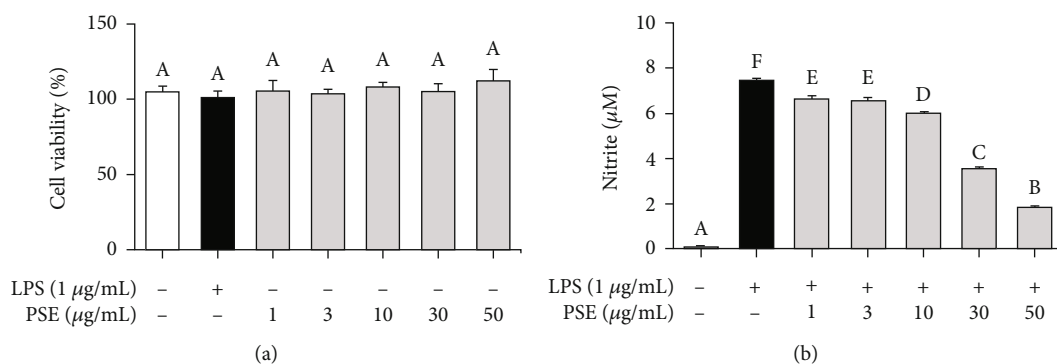 150
100
50
0
Cell viability (%)
A A A A A A A
LPS (1 μg/mL) – + – – – – –
PSE (μg/mL) – – 1 3 10 30 50
(a)
10
8
6
4
2
0
Nitrite (μM)
A F E E D C B
LPS (1 μg/mL) – + + + + + +
PSE (μg/mL) – – 1 3 10 30 50
(b)